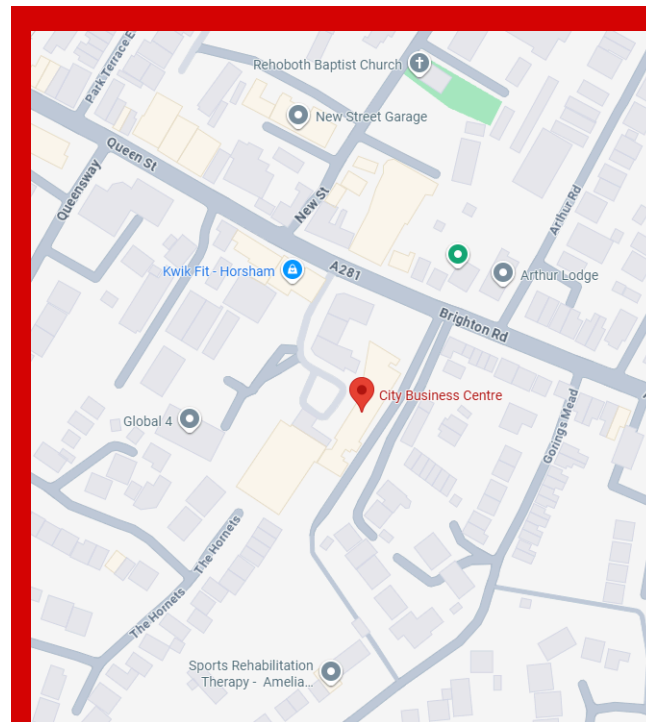 Park Terrace E
Rehoboth Baptist Church
New Street Garage
Queen St
Queensway
New St
Arthur Rd
Kwik Fit - Horsham
A281
Arthur Lodge
Brighton Rd
City Business Centre
Global 4
Gorings Mead
The Hornets
The Hornets
Sports Rehabilitation
Therapy - Amelia...